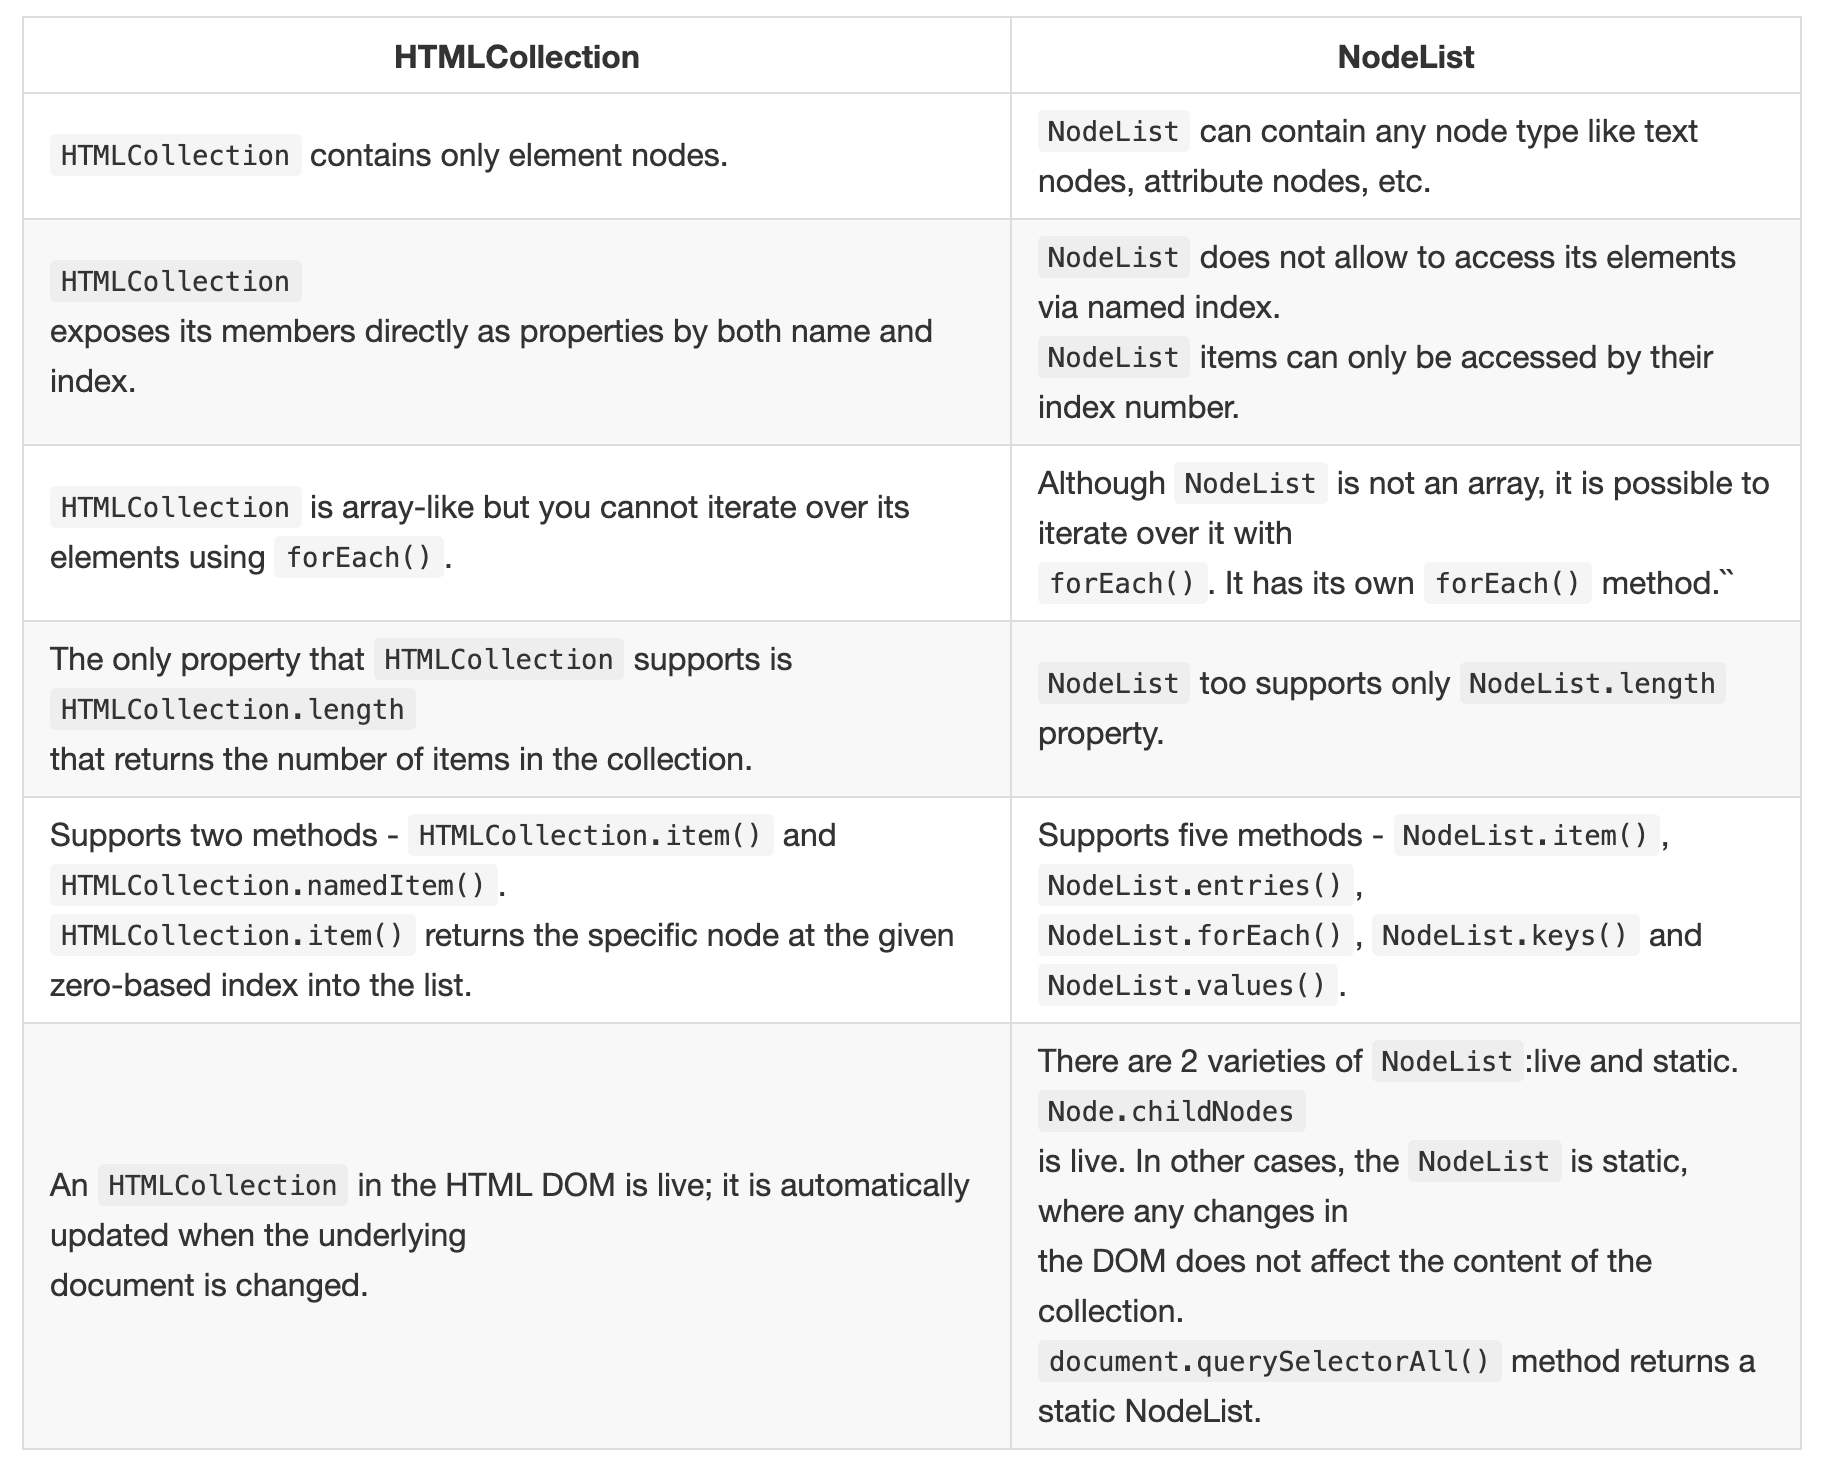 HTMLCollection
NodeList
HTMLCollection contains only element nodes.
NodeList can contain any node type like text
nodes, attribute nodes, etc.
HTMLCollection
exposes its members directly as properties by both name and
index.
NodeList does not allow to access its elements
via named index.
NodeList items can only be accessed by their
index number.
HTMLCollection is array-like but you cannot iterate over its
elements using forEach().
Although NodeList is not an array, it is possible to
iterate over it with
forEach(). It has its own forEach() method.``
The only property that HTMLCollection supports is
HTMLCollection.length
that returns the number of items in the collection.
NodeList too supports only NodeList.length
property.
Supports two methods - HTMLCollection.item() and
HTMLCollection.namedItem().
HTMLCollection.item() returns the specific node at the given
zero-based index into the list.
Supports five methods - NodeList.item(),
NodeList.entries(),
NodeList.forEach(), NodeList.keys() and
NodeList.values().
An HTMLCollection in the HTML DOM is live; it is automatically
updated when the underlying
document is changed.
There are 2 varieties of NodeList:live and static.
Node.childNodes
is live. In other cases, the NodeList is static,
where any changes in
the DOM does not affect the content of the
collection.
document.querySelectorAll() method returns a
static NodeList.